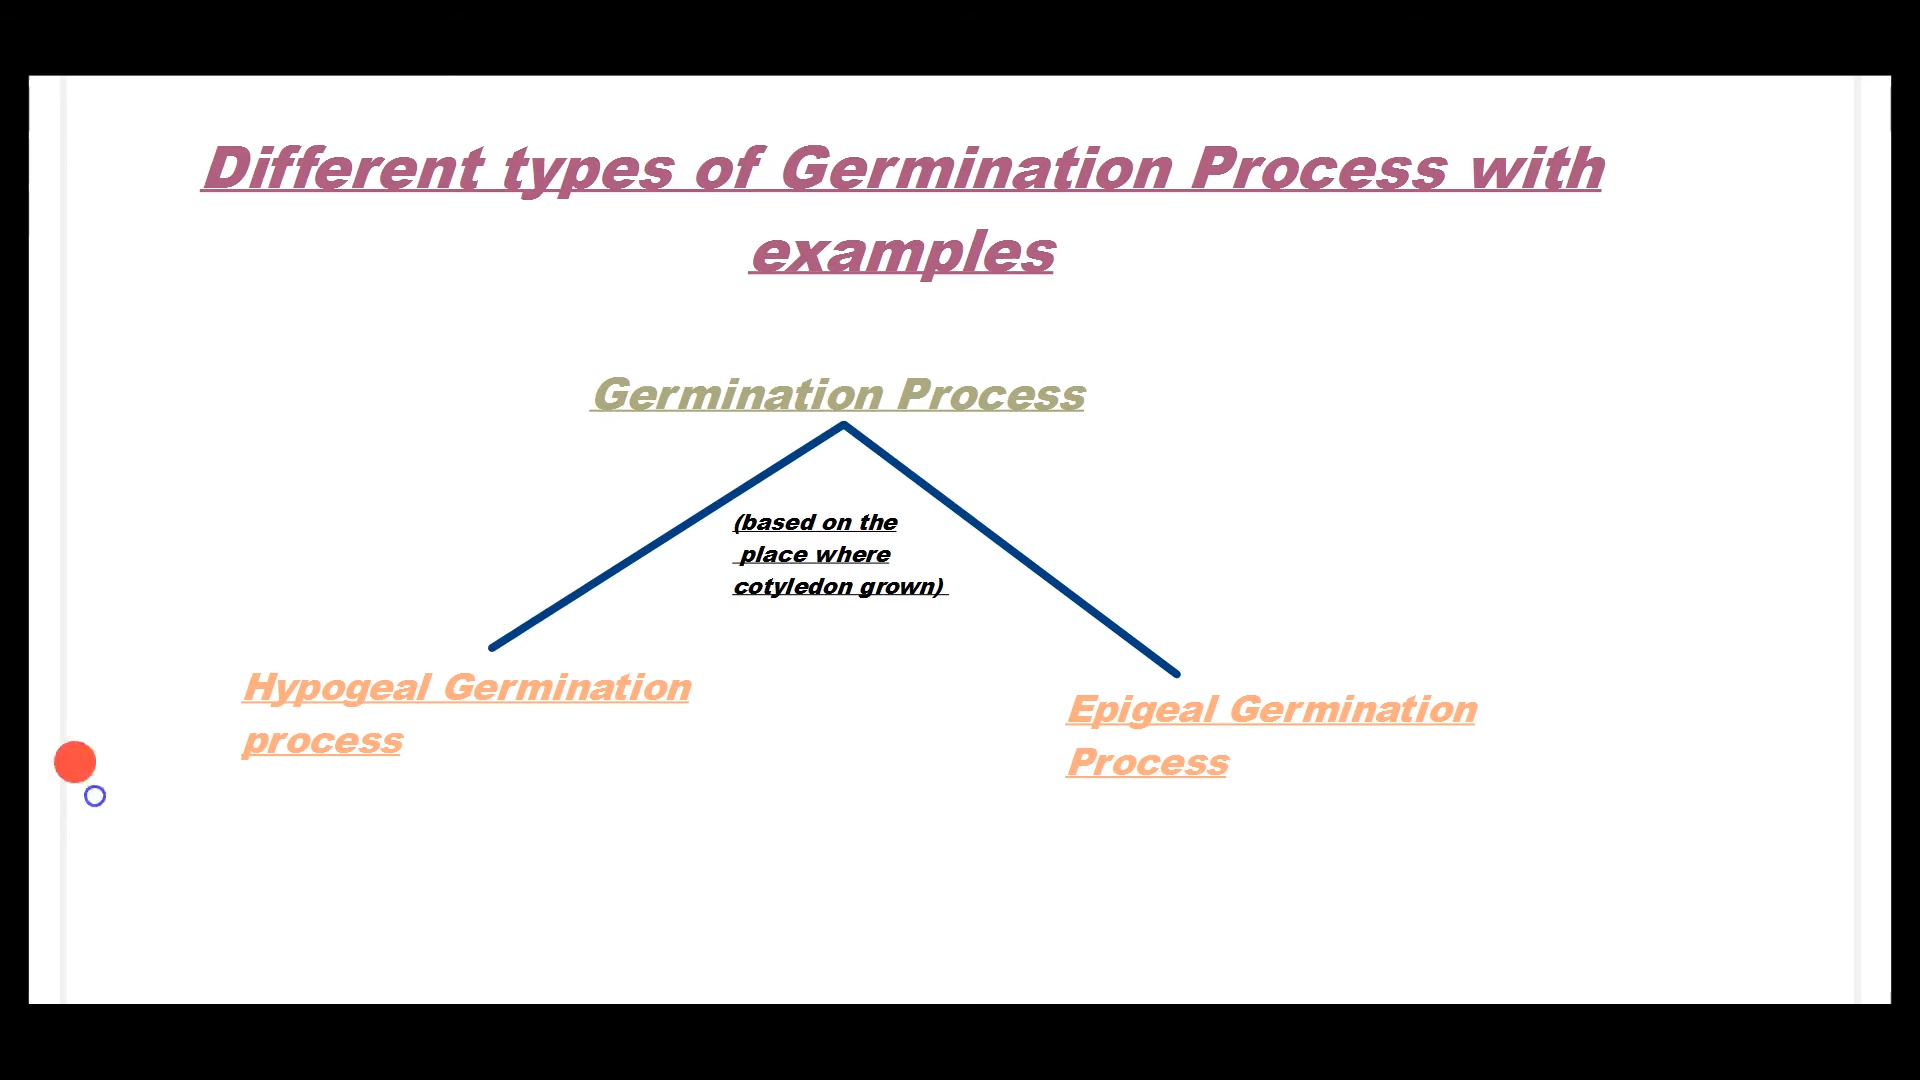 Different types of Germination Process with
examples
Germination Process
(based on the
place where
cotyledon grown)
Hypogeal Germination
process
Epigeal Germination
Process